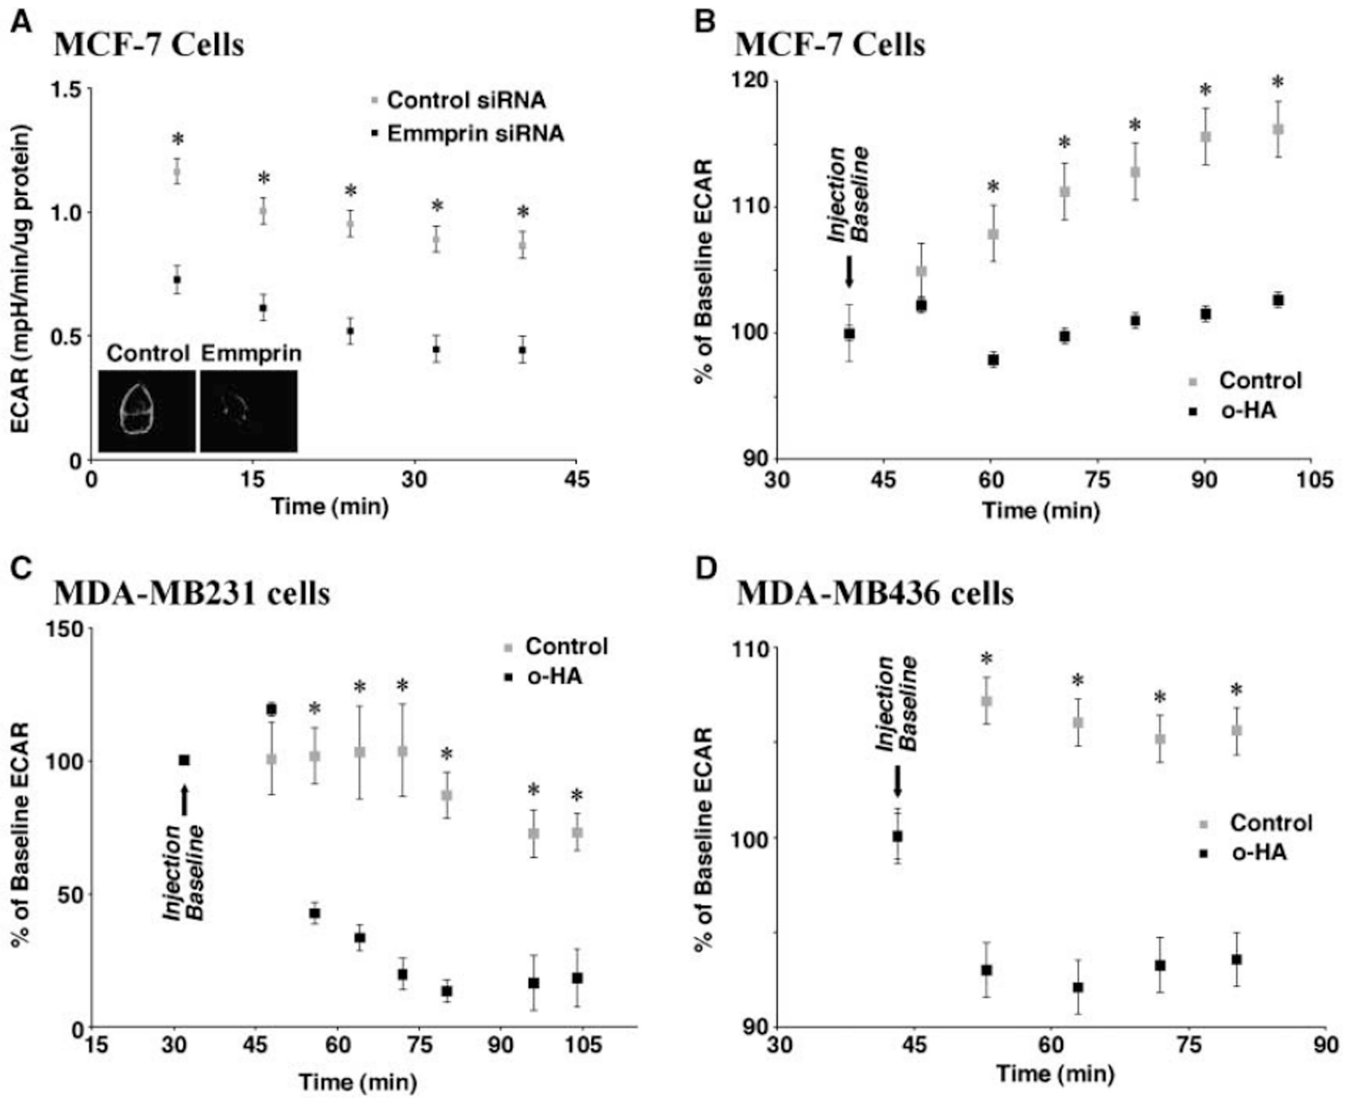 A
MCF-7 Cells
1.5
1.0
0.5
0
ECAR (mpH/min/ug protein)
Control siRNA
Emmprin siRNA
*
*
*
*
*
Control Emmprin
0 15 30 45
Time (min)
B
MCF-7 Cells
120
110
100
90
% of Baseline ECAR
Injection
Baseline
*
*
*
*
*
Control
o-HA
30 45 60 75 90 105
Time (min)
C
MDA-MB231 cells
150
100
50
0
% of Baseline ECAR
Control
o-HA
*
*
*
*
*
*
Injection
Baseline
15 30 45 60 75 90 105
Time (min)
D
MDA-MB436 cells
110
100
90
% of Baseline ECAR
Injection
Baseline
*
*
*
*
Control
o-HA
30 45 60 75 90
Time (min)